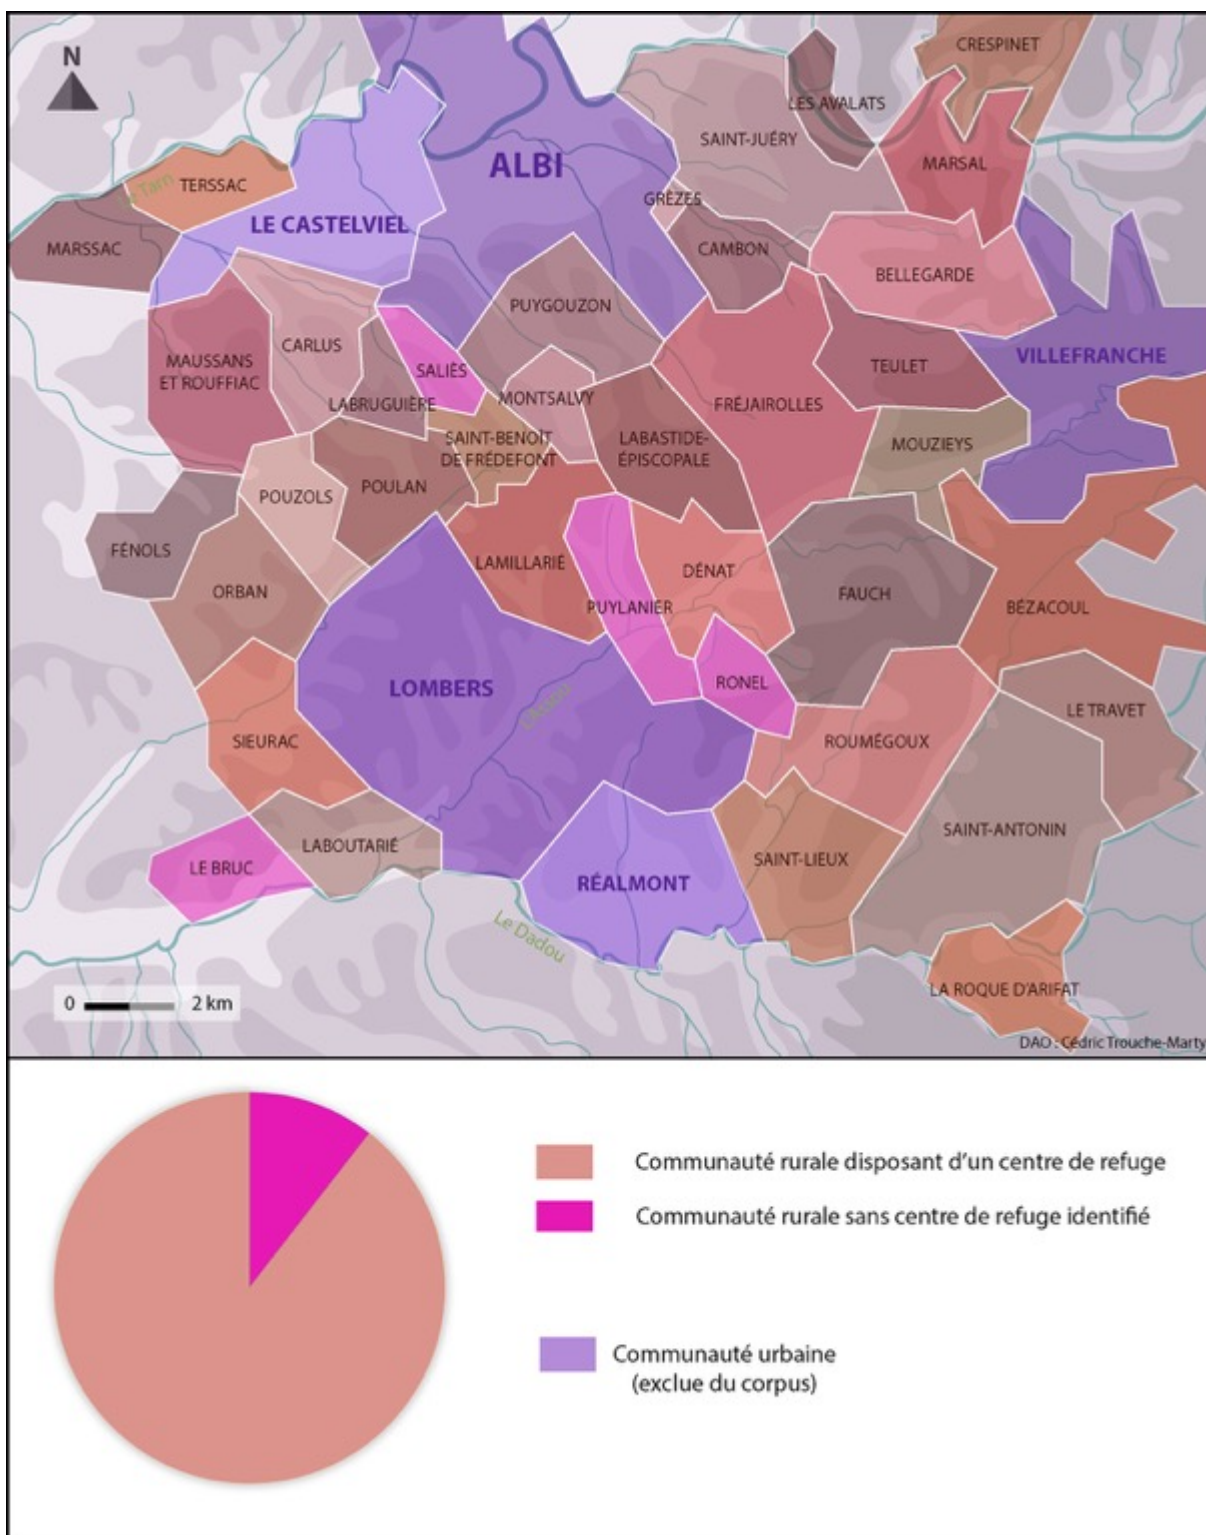 N
CRESPINET
LES AVALATS
SAINT-JUÉRY
MARSAL
ALBI
Le Tarn
TERSSAC
GRÈZES
LE CASTELVIEL
MARSSAC
CAMBON
BELLEGARDE
PUYGOUZON
CARLUS
MAUSSANS
ET ROUFFIAC
SALIÈS
TEULET
VILLEFRANCHE
LABRUGUIÈRE
MONTSALVY
FRÉJAIROLLES
SAINT-BENOÎT
DE FRÉDEFONT
LABASTIDE-
ÉPISCOPALE
MOUZIEYS
POUZOLS
POULAN
FÉNOLS
LAMILLARIÉ
DÉNAT
ORBAN
PUYLANIER
FAUCH
BÉZACOUL
LOMBERS
RONEL
LE TRAVET
SIEURAC
ROUMÉGOUX
SAINT-ANTONIN
LABOUTARIÉ
SAINT-LIEUX
LE BRUC
RÉALMONT
Le Dadou
LA ROQUE D'ARIFAT
0 2 km
DAO : Cédric Trouche-Marty
Communauté rurale disposant d'un centre de refuge
Communauté rurale sans centre de refuge identifié
Communauté urbaine
(exclue du corpus)